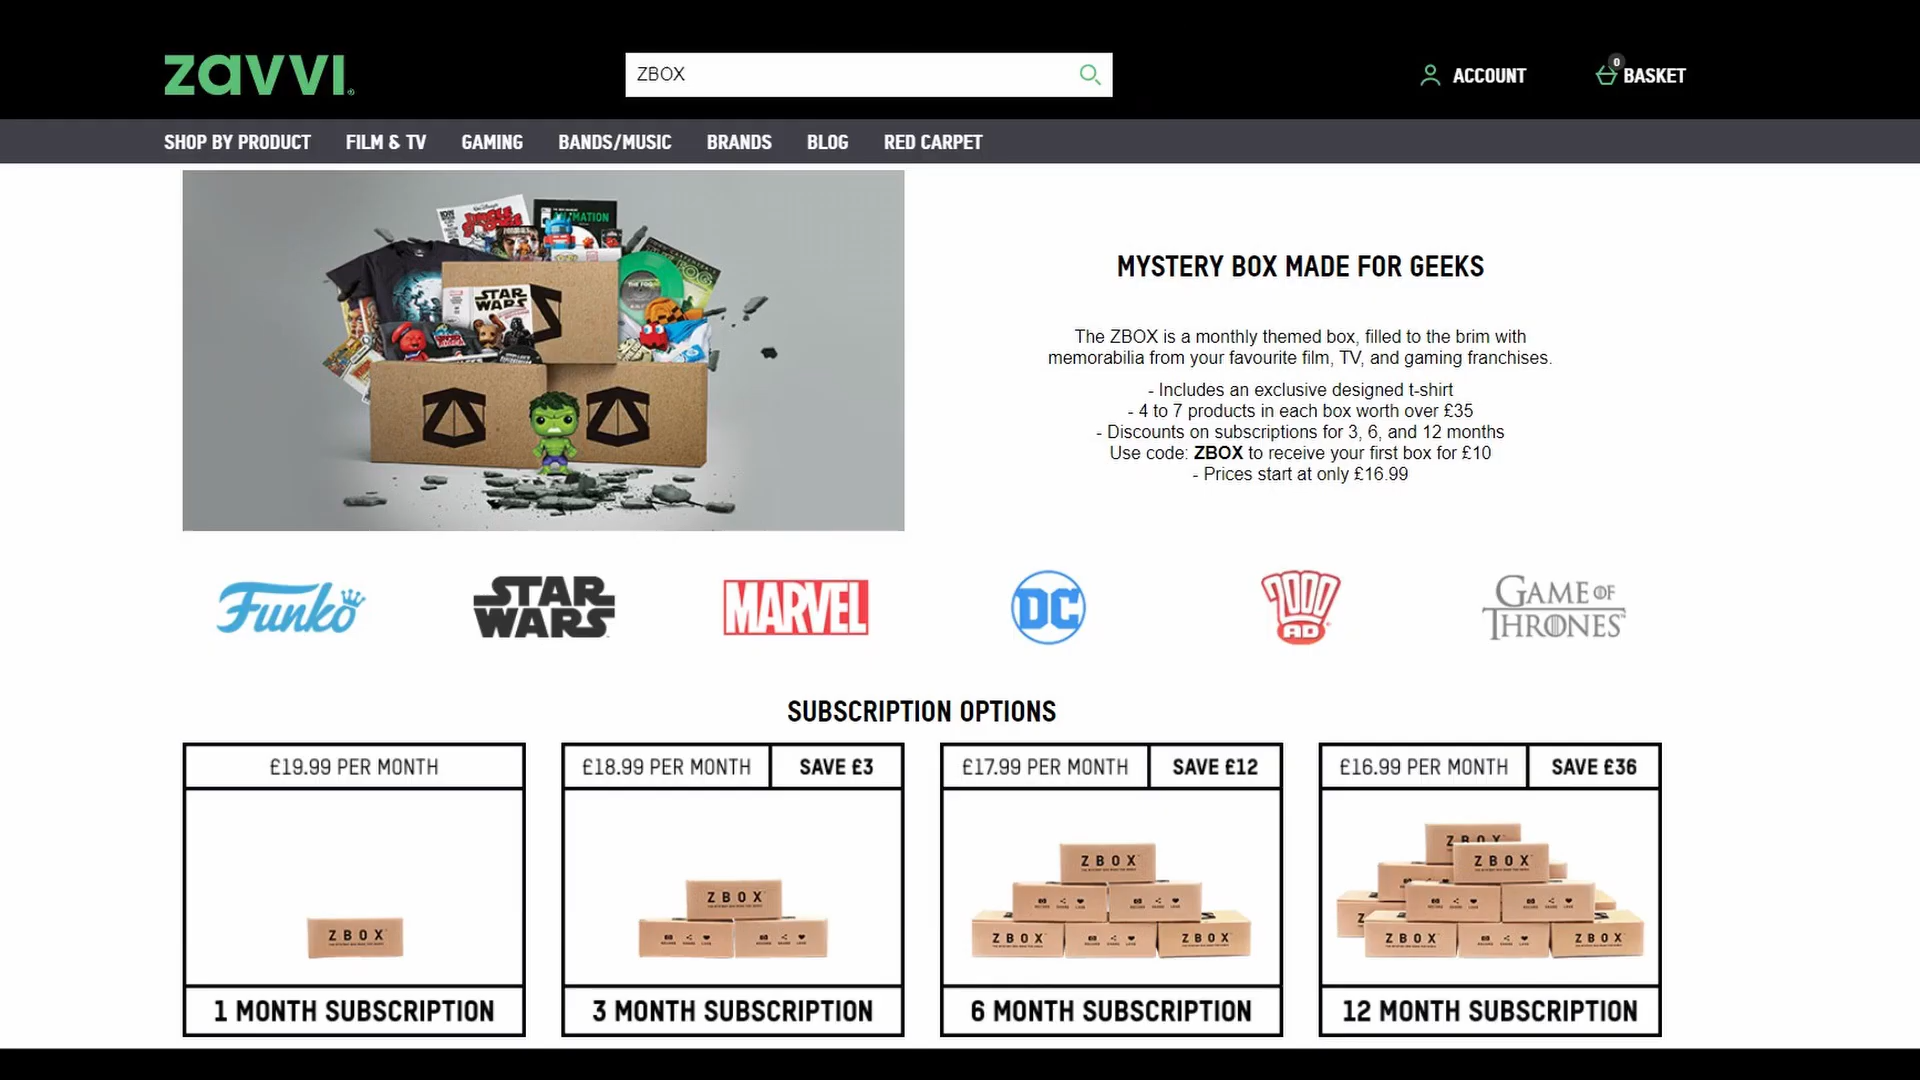 zavvi
ZBOX
ACCOUNT
0
BASKET
SHOP BY PRODUCT
FILM & TV
GAMING
BANDS/MUSIC
BRANDS
BLOG
RED CARPET
STAR
WARS
MYSTERY BOX MADE FOR GEEKS
The ZBOX is a monthly themed box, filled to the brim with
memorabilia from your favourite film, TV, and gaming franchises.
- Includes an exclusive designed t-shirt
- 4 to 7 products in each box worth over £35
- Discounts on subscriptions for 3, 6, and 12 months
Use code: ZBOX to receive your first box for £10
- Prices start at only £16.99
Funko
STAR
WARS
MARVEL
DC
2000
AD
GAME OF
THRONES
SUBSCRIPTION OPTIONS
£19.99 PER MONTH
£18.99 PER MONTH
SAVE £3
£17.99 PER MONTH
SAVE £12
£16.99 PER MONTH
SAVE £36
ZBOX
ZBOX
ZBOX
ZBOX
ZBOX
ZBOX
ZBOX
ZBOX
ZBOX
1 MONTH SUBSCRIPTION
3 MONTH SUBSCRIPTION
6 MONTH SUBSCRIPTION
12 MONTH SUBSCRIPTION